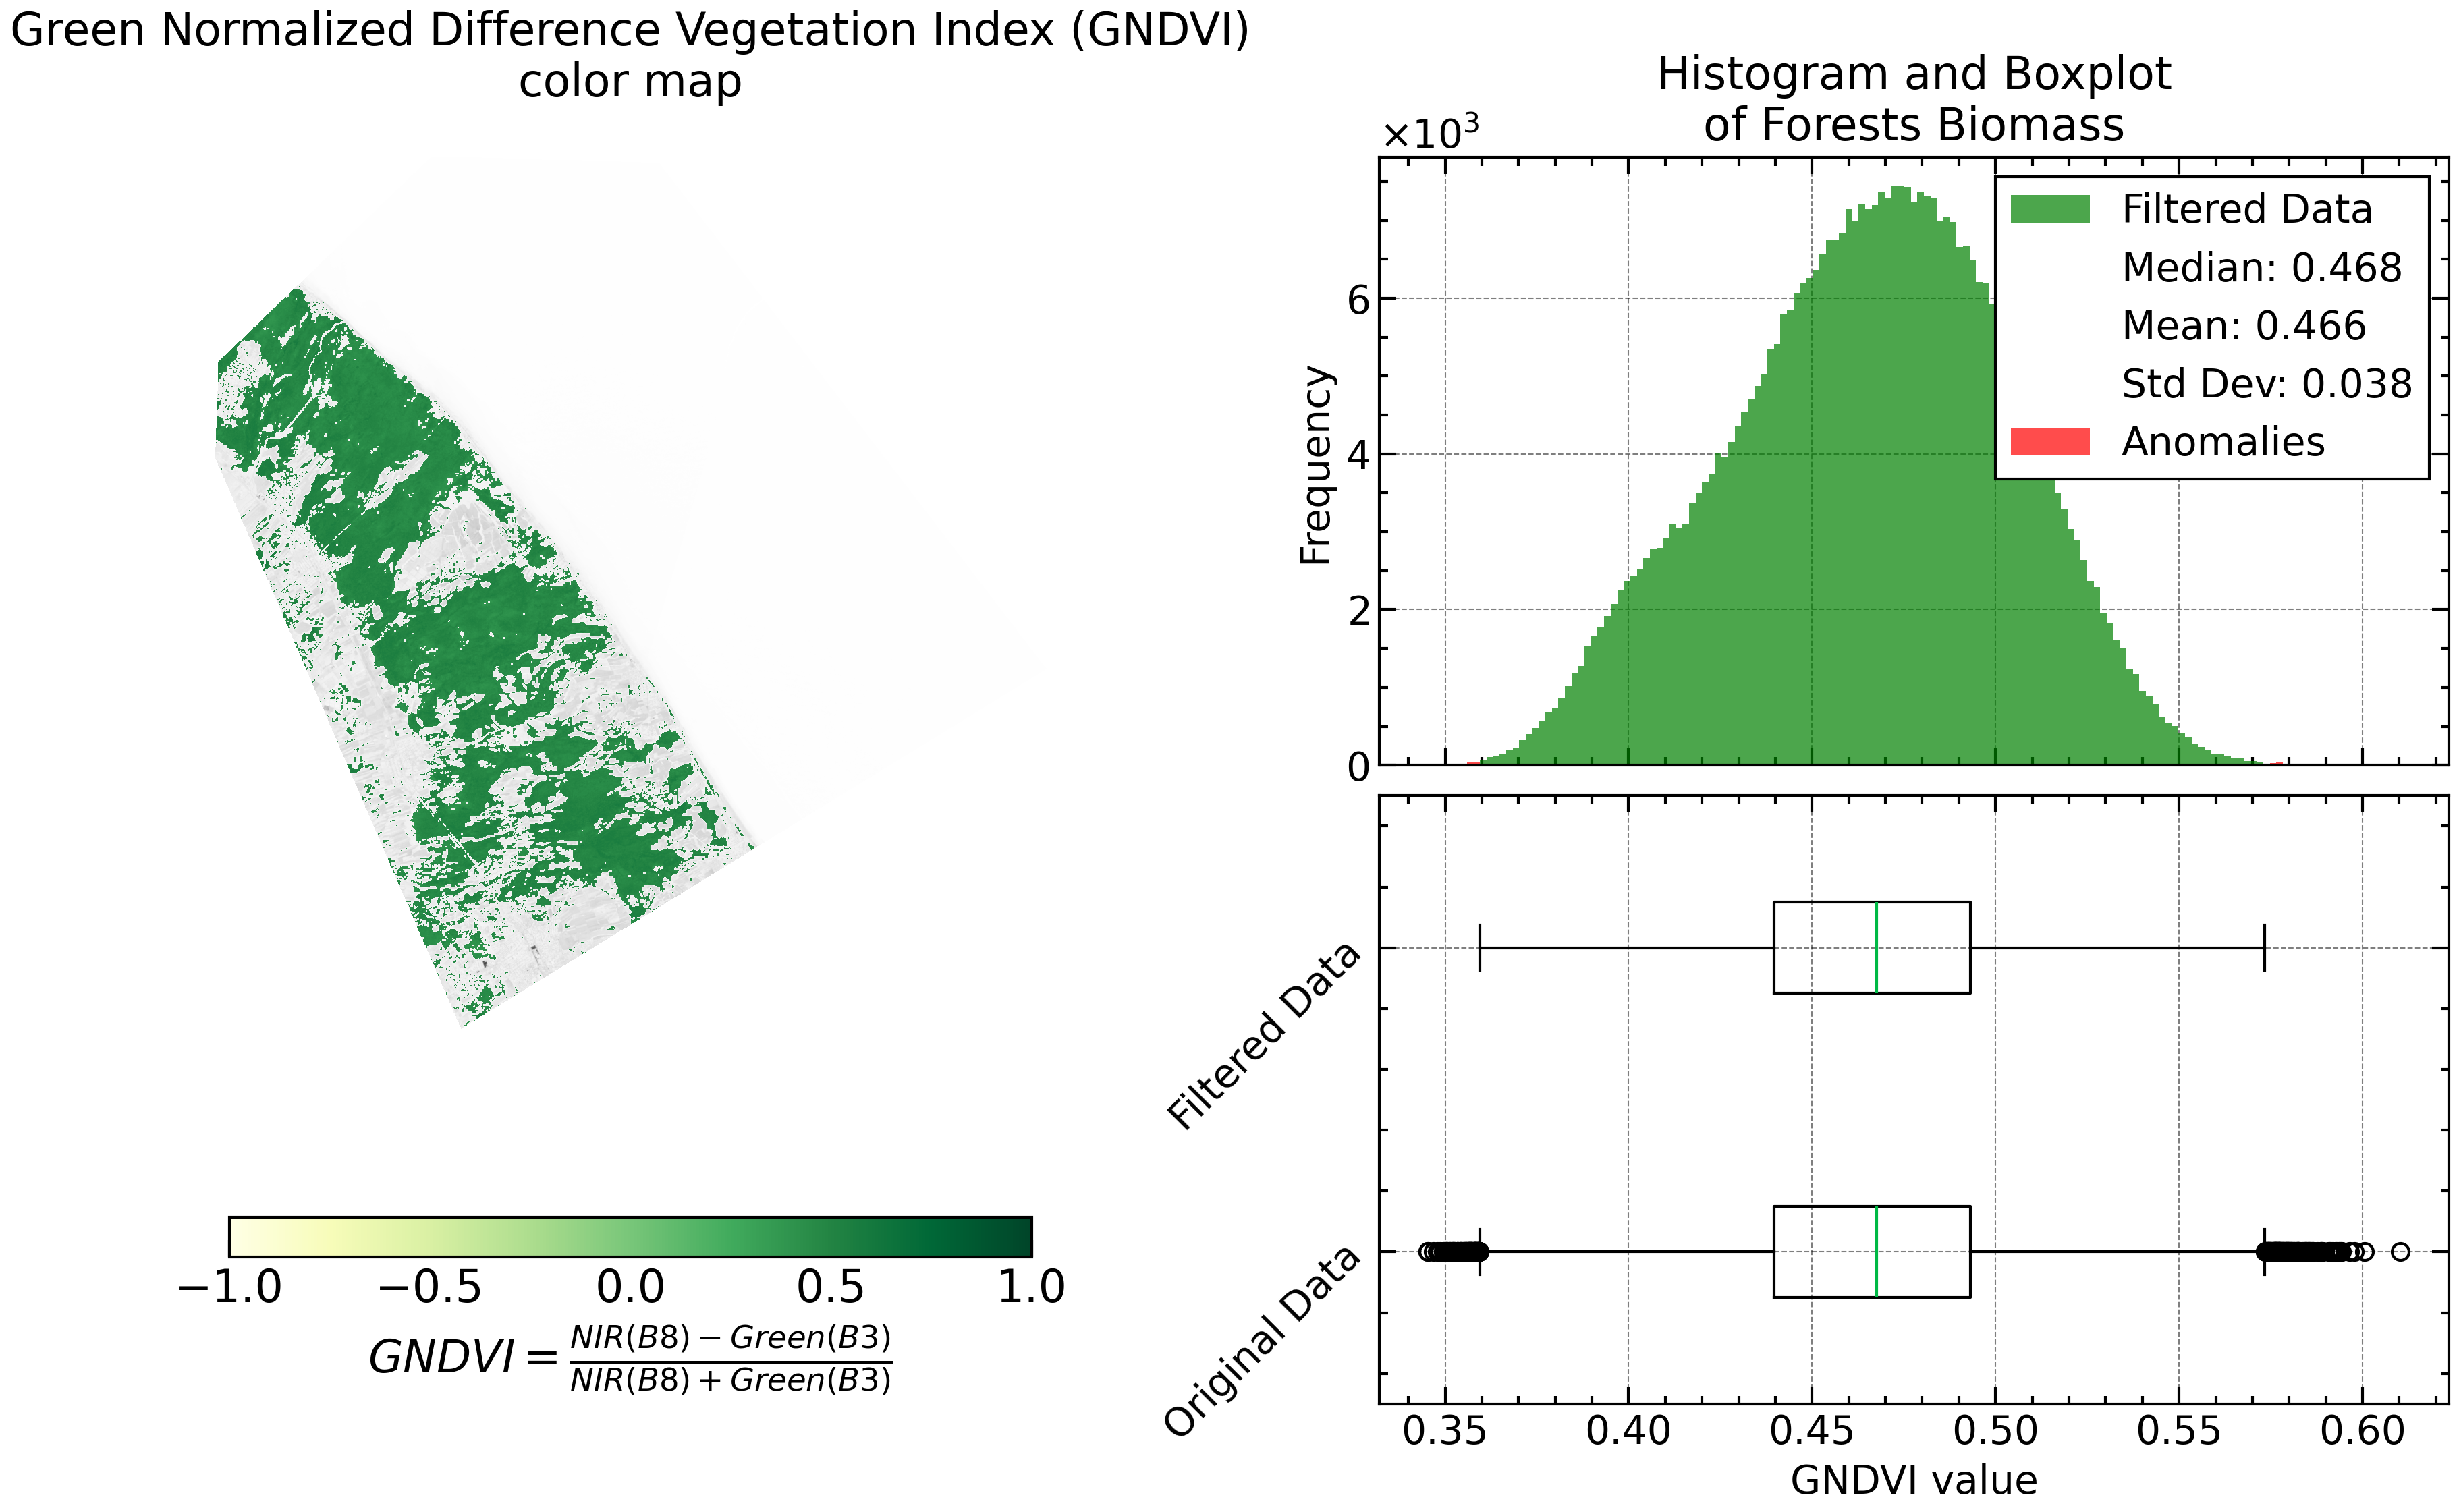 Green Normalized Difference Vegetation Index (GNDVI)
color map
−1.0 −0.5 0.0 0.5 1.0
GNDVI = NIR(B8) − Green(B3) / NIR(B8) + Green(B3)
Histogram and Boxplot
of Forests Biomass
×10³
Frequency
6
4
2
0
Filtered Data
Median: 0.468
Mean: 0.466
Std Dev: 0.038
Anomalies
Filtered Data
Original Data
0.35 0.40 0.45 0.50 0.55 0.60
GNDVI value